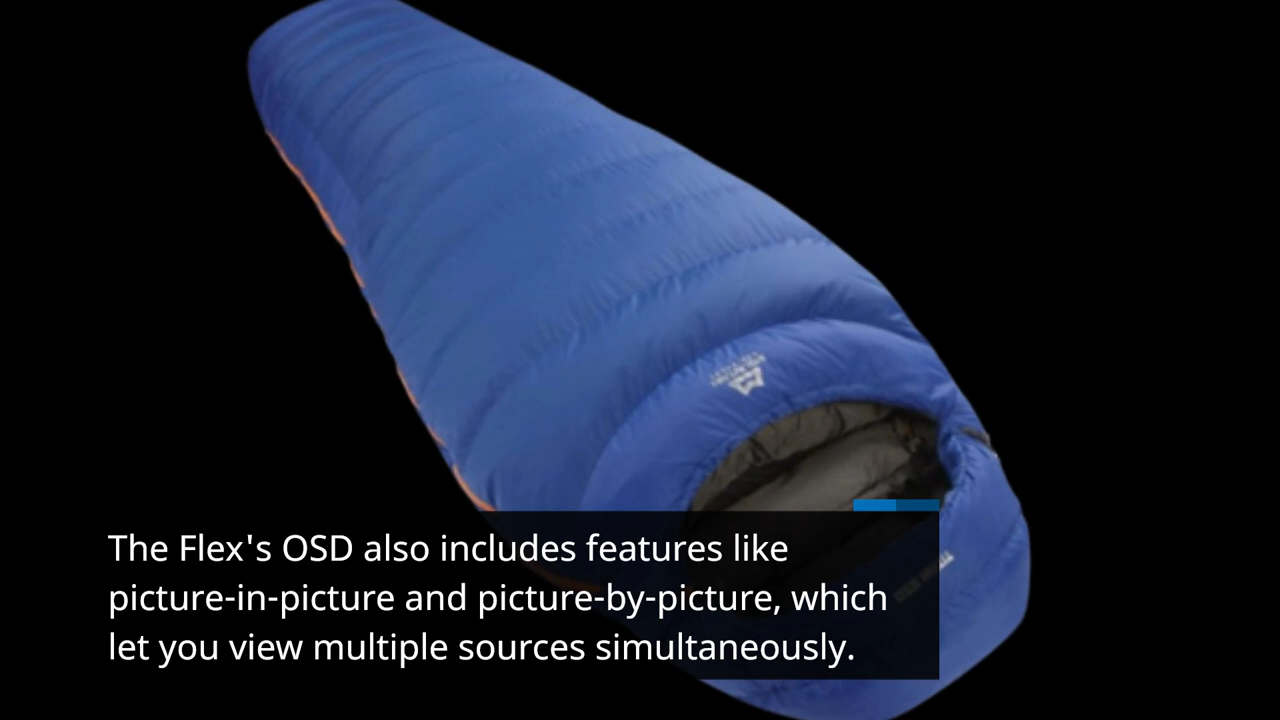 The Flex's OSD also includes features like
picture-in-picture and picture-by-picture, which
let you view multiple sources simultaneously.